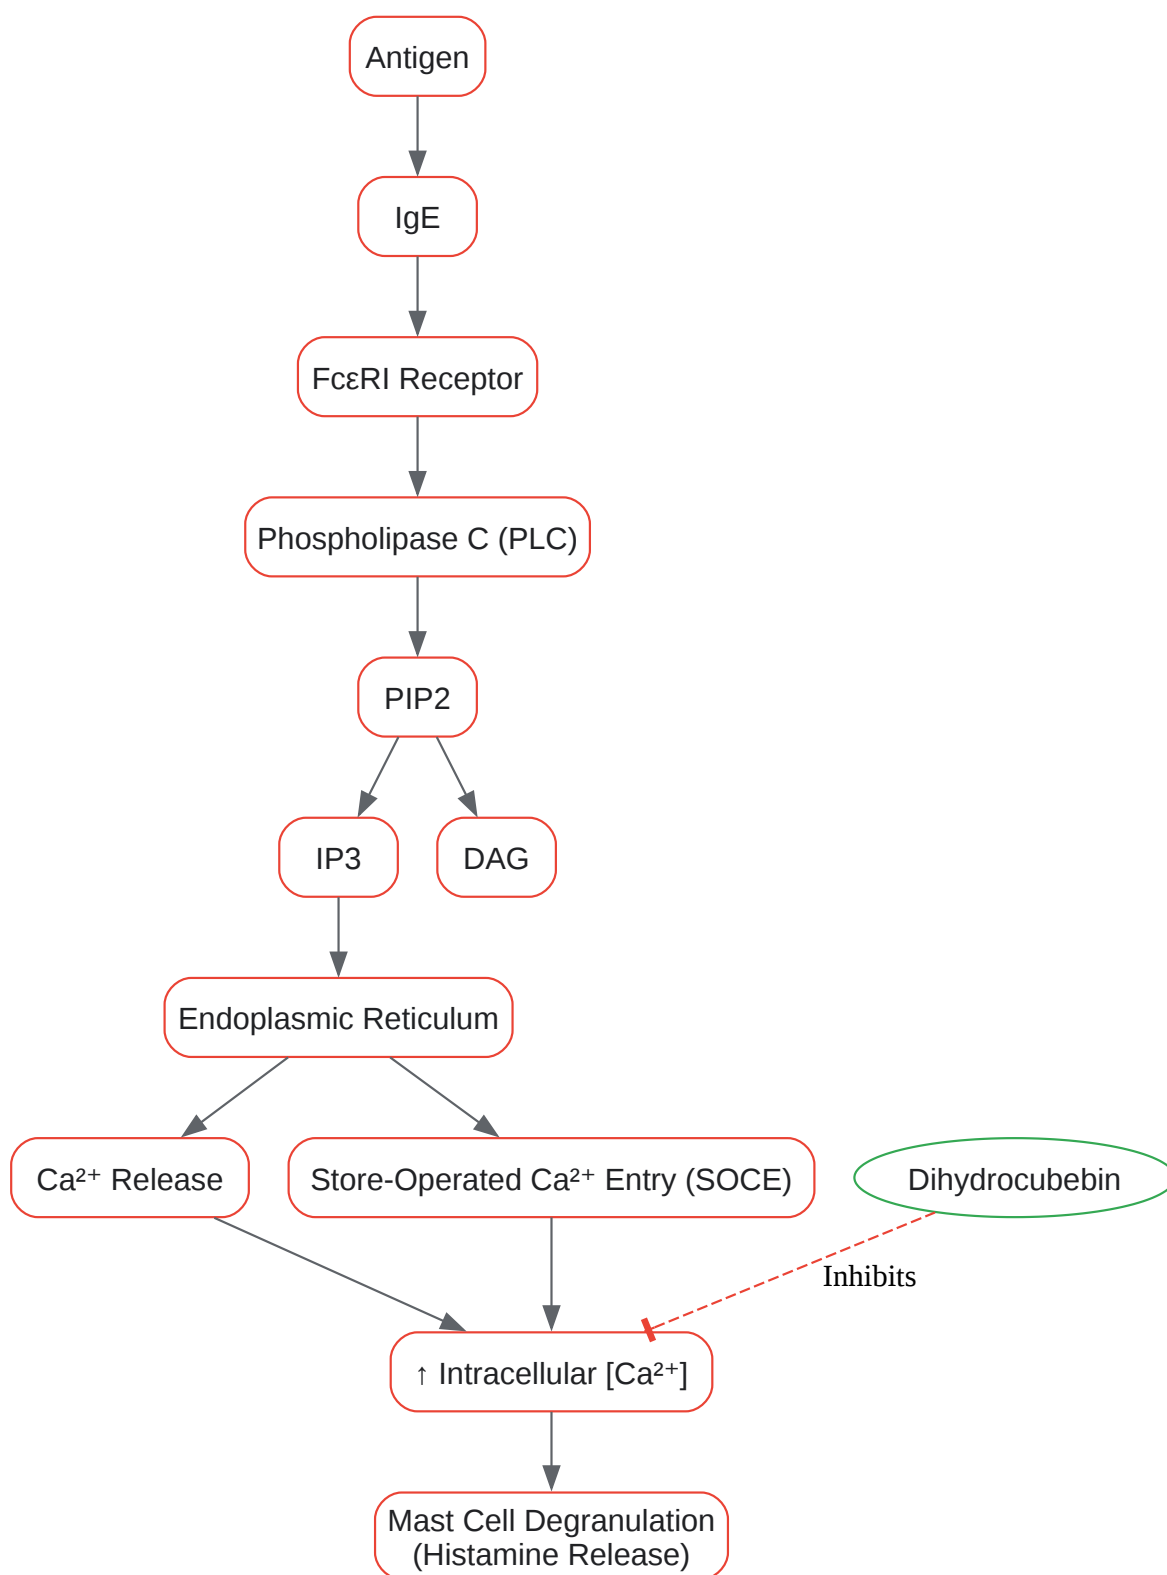 Antigen
IgE
FcεRI Receptor
Phospholipase C (PLC)
PIP2
IP3
DAG
Endoplasmic Reticulum
Ca²⁺ Release
Store-Operated Ca²⁺ Entry (SOCE)
Dihydrocubebin
Inhibits
↑ Intracellular [Ca²⁺]
Mast Cell Degranulation
(Histamine Release)